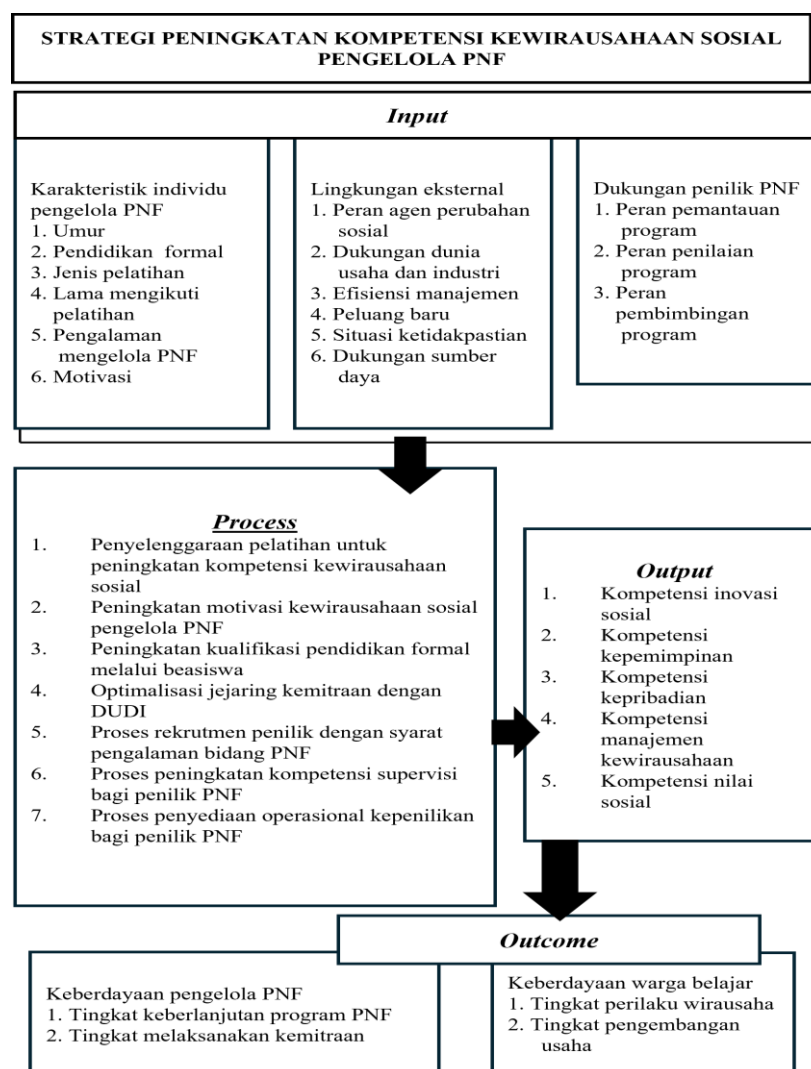 STRATEGI PENINGKATAN KOMPETENSI KEWIRAUSAHAAN SOSIAL
PENGELOLA PNF
Input
Karakteristik individu
pengelola PNF
1. Umur
2. Pendidikan formal
3. Jenis pelatihan
4. Lama mengikuti
pelatihan
5. Pengalaman
mengelola PNF
6. Motivasi
Lingkungan eksternal
1. Peran agen perubahan
sosial
2. Dukungan dunia
usaha dan industri
3. Efisiensi manajemen
4. Peluang baru
5. Situasi ketidakpastian
6. Dukungan sumber
daya
Dukungan penilik PNF
1. Peran pemantauan
program
2. Peran penilaian
program
3. Peran
pembimbingan
program
Process
1. Penyelenggaraan pelatihan untuk
peningkatan kompetensi kewirausahaan
sosial
2. Peningkatan motivasi kewirausahaan sosial
pengelola PNF
3. Peningkatan kualifikasi pendidikan formal
melalui beasiswa
4. Optimalisasi jejaring kemitraan dengan
DUDI
5. Proses rekrutmen penilik dengan syarat
pengalaman bidang PNF
6. Proses peningkatan kompetensi supervisi
bagi penilik PNF
7. Proses penyediaan operasional kepenilikan
bagi penilik PNF
Output
1. Kompetensi inovasi
sosial
2. Kompetensi
kepemimpinan
3. Kompetensi
kepribadian
4. Kompetensi
manajemen
kewirausahaan
5. Kompetensi nilai
sosial
Outcome
Keberdayaan pengelola PNF
1. Tingkat keberlanjutan program PNF
2. Tingkat melaksanakan kemitraan
Keberdayaan warga belajar
1. Tingkat perilaku wirausaha
2. Tingkat pengembangan
usaha